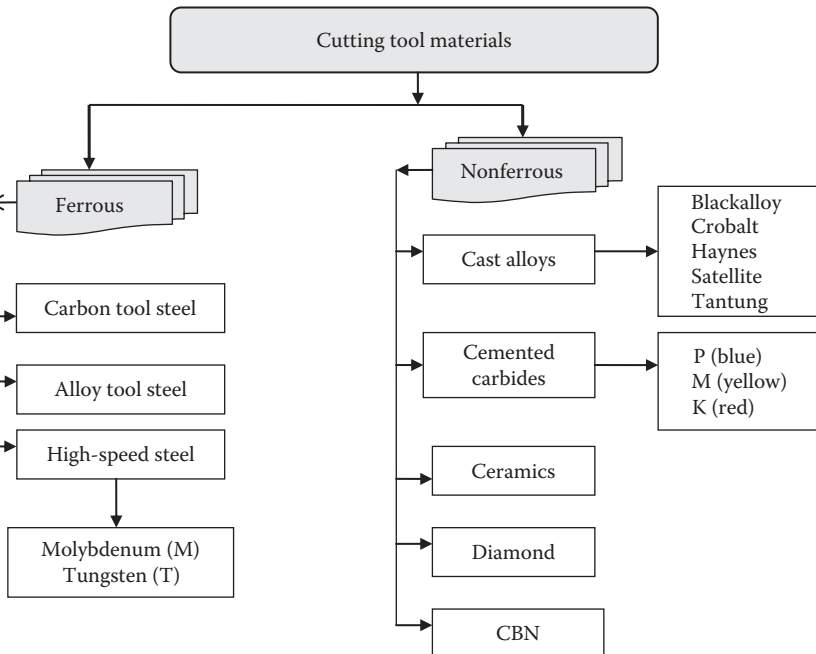 Cutting tool materials
Ferrous
Carbon tool steel
Alloy tool steel
High-speed steel
Molybdenum (M)
Tungsten (T)
Nonferrous
Cast alloys
Blackalloy
Crobalt
Haynes
Satellite
Tantung
Cemented
carbides
P (blue)
M (yellow)
K (red)
Ceramics
Diamond
CBN